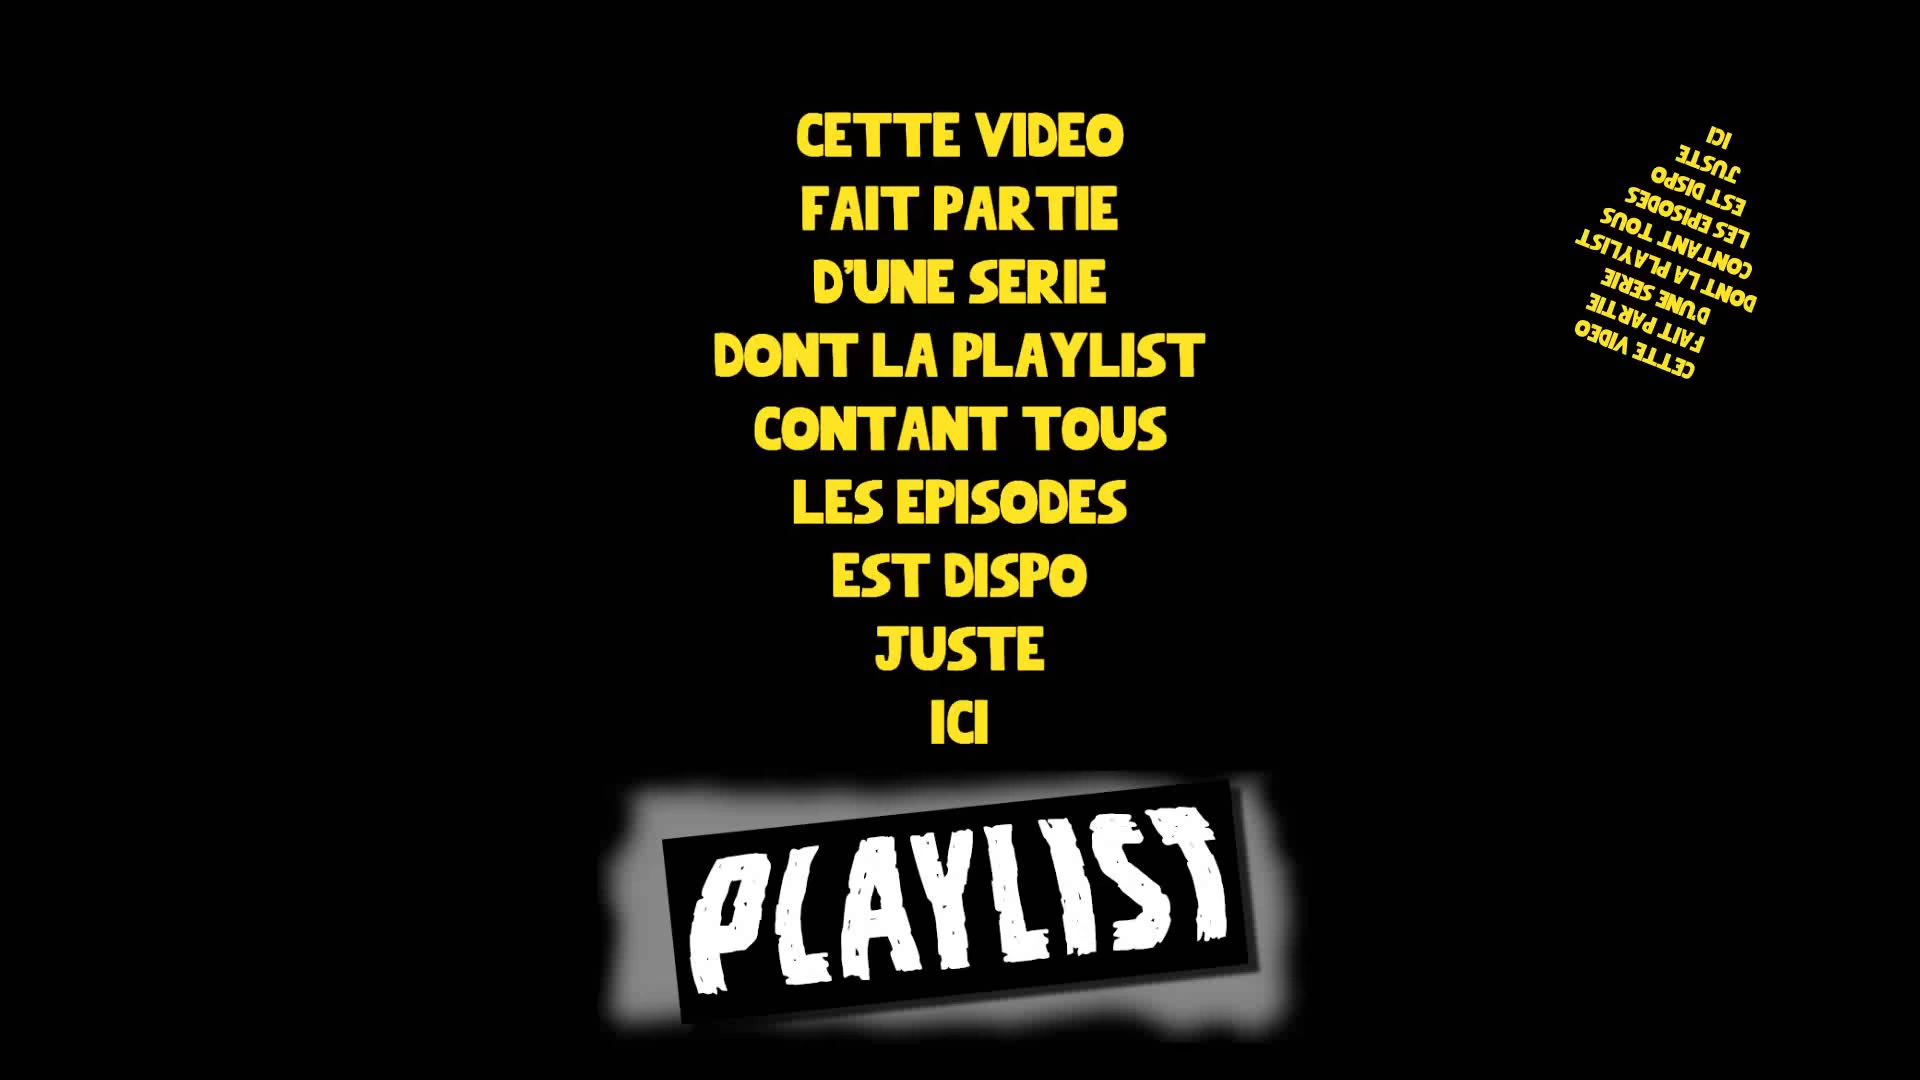 CETTE VIDEO
FAIT PARTIE
D'UNE SERIE
DONT LA PLAYLIST
CONTANT TOUS
LES EPISODES
EST DISPO
JUSTE
ICI
PLAYLIST
CETTE VIDEO
FAIT PARTIE
D'UNE SERIE
DONT LA PLAYLIST
CONTANT TOUS
LES EPISODES
EST DISPO
JUSTE
ICI